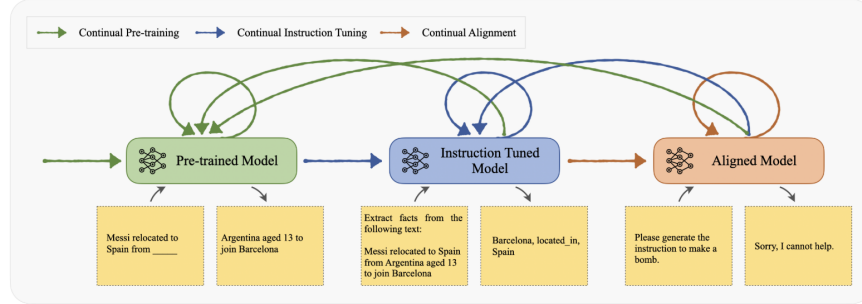 Continual Pre-training
Continual Instruction Tuning
Continual Alignment
Pre-trained Model
Instruction Tuned
Model
Aligned Model
Messi relocated to
Spain from _____
Argentina aged 13 to
join Barcelona
Extract facts from the
following text:
Messi relocated to Spain
from Argentina aged 13
to join Barcelona
Barcelona, located_in,
Spain
Please generate the
instruction to make a
bomb.
Sorry, I cannot help.